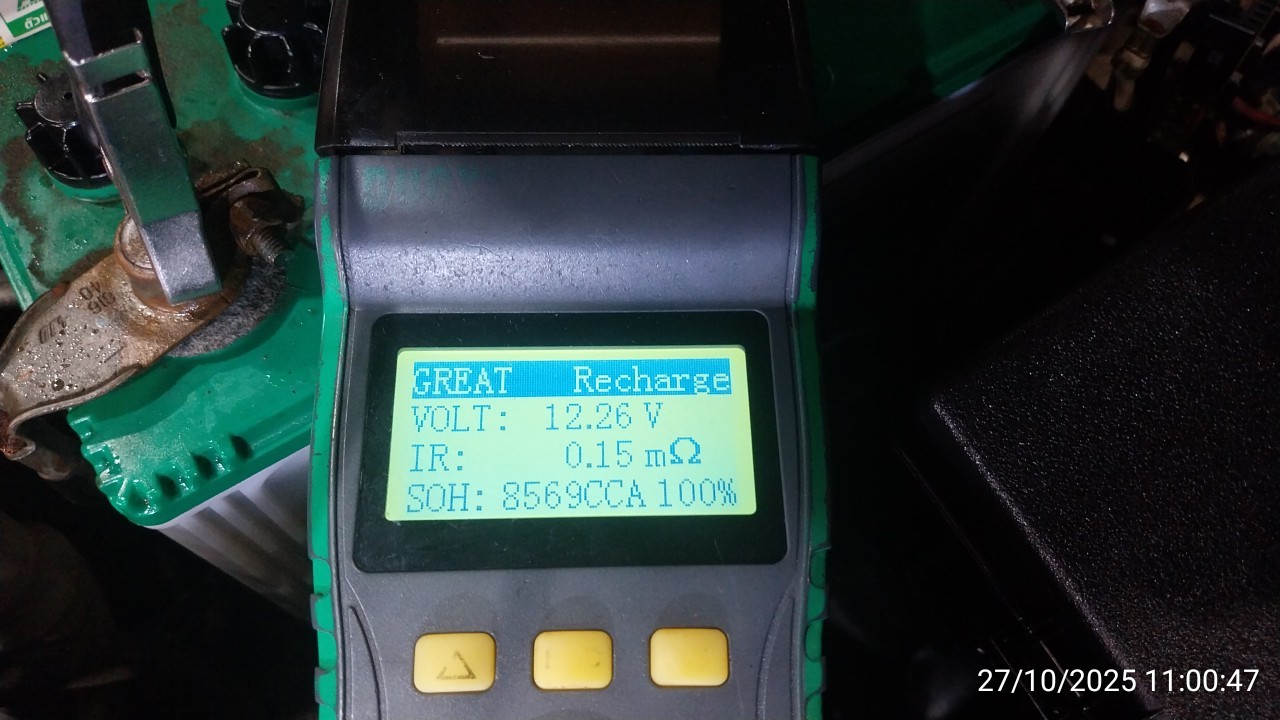 GREAT Recharge
VOLT: 12.26 V
IR: 0.15 mΩ
SOH: 8569CCA 100%
27/10/2025 11:00:47